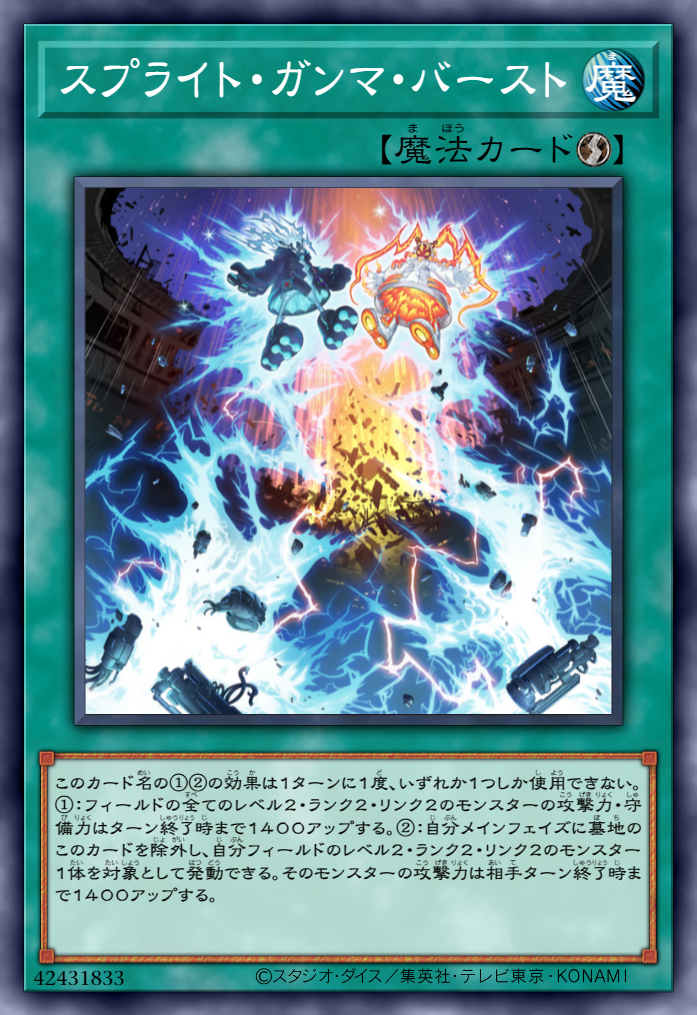 スプライト・ガンマ・バースト 魔
【魔法カード】
このカード名の①②の効果は1ターンに1度、いずれか1つしか使用できない。
①:フィールドの全てのレベル2・ランク2・リンク2のモンスターの攻撃力・守
備力はターン終了時まで1400アップする。②:自分メインフェイズに墓地の
このカードを除外し、自分フィールドのレベル2・ランク2・リンク2のモンスター
1体を対象として発動できる。そのモンスターの攻撃力は相手ターン終了時ま
で1400アップする。
42431833 ©スタジオ・ダイス/集英社・テレビ東京・KONAMI